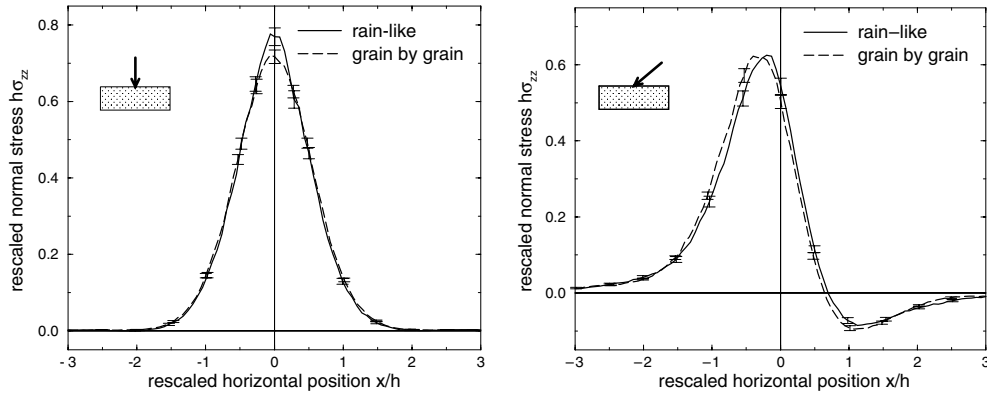 rain-like
grain by grain
rescaled normal stress hσzz
0.8
0.6
0.4
0.2
0.0
-3
-2
-1
0
1
2
3
rescaled horizontal position x/h
rain−like
grain by grain
rescaled normal stress hσzz
0.6
0.4
0.2
0.0
−3
−2
−1
0
1
2
3
rescaled horizontal position x/h